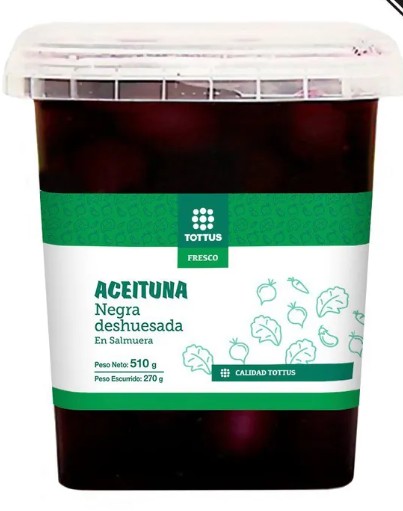 TOTTUS
FRESCO
ACEITUNA
Negra
deshuesada
En Salmuera
Peso Neto: 510 g
Peso Escurrido: 270 g
CALIDAD TOTTUS